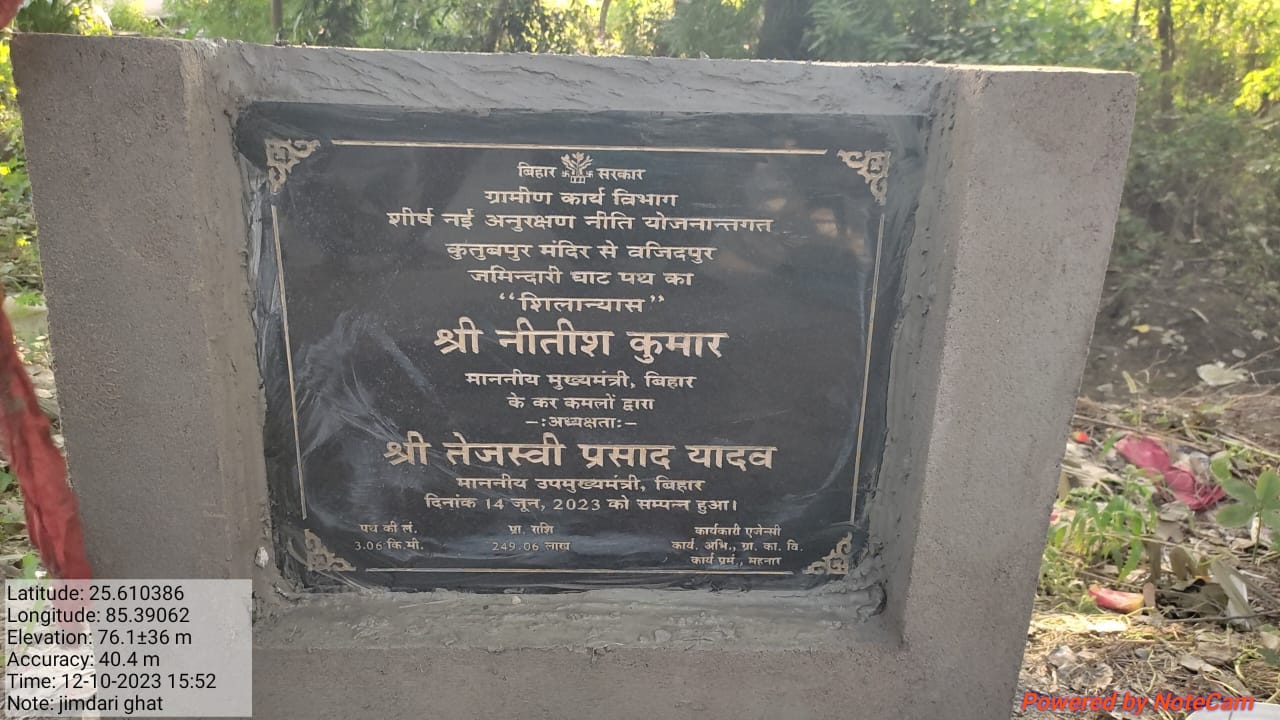 बिहार सरकार
ग्रामीण कार्य विभाग
शीर्ष नई अनुरक्षण नीति योजनान्तगत
कुतुबपुर मंदिर से वजिदपुर
जमिन्दारी घाट पथ का
“शिलान्यास”
श्री नीतीश कुमार
माननीय मुख्यमंत्री, बिहार
के कर कमलों द्वारा
-:अध्यक्षता:-
श्री तेजस्वी प्रसाद यादव
माननीय उपमुख्यमंत्री, बिहार
दिनांक 14 जून, 2023 को सम्पन्न हुआ।
पथ की लं. प्रा. राशि कार्यकारी एजेन्सी
3.06 कि.मी. 249.06 लाख कार्य. अभि., ग्रा. का. वि.
कार्य प्रमं., महनार
Latitude: 25.610386
Longitude: 85.39062
Elevation: 76.1±36 m
Accuracy: 40.4 m
Time: 12-10-2023 15:52
Note: jimdari ghat
Powered by NoteCam